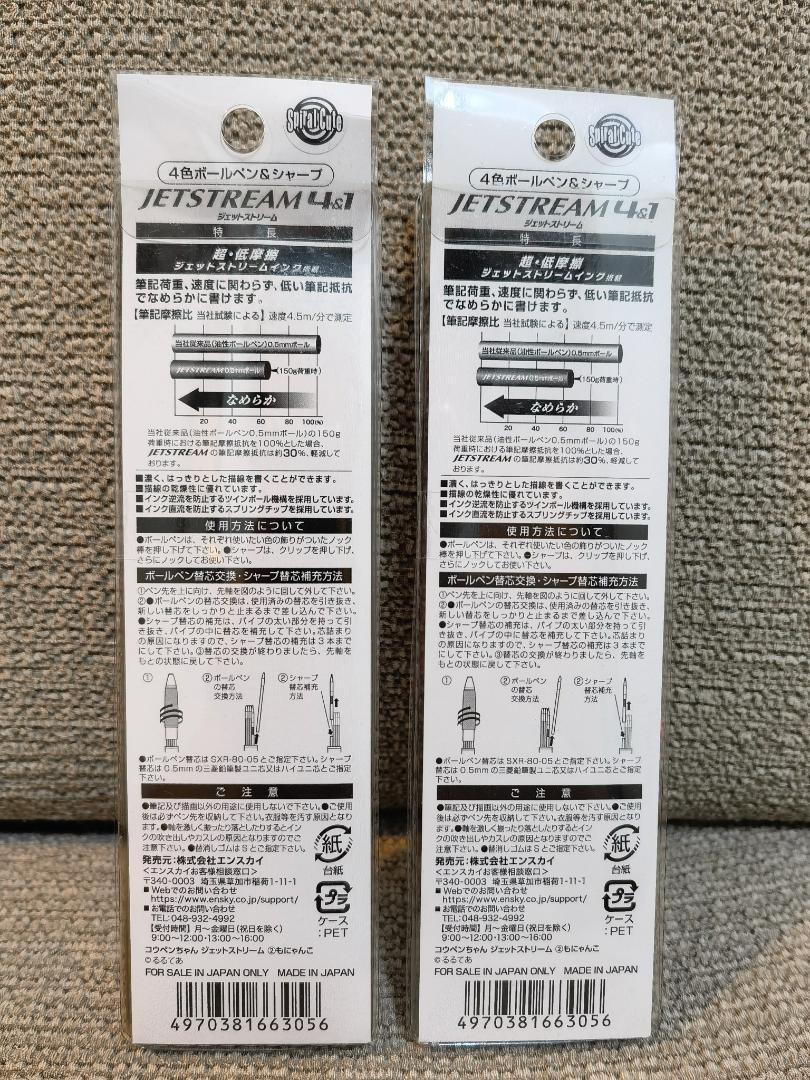 Spiral Cute
4色ボールペン&シャープ
JETSTREAM 4&1
ジェットストリーム
特 長
超・低摩擦
ジェットストリームインク搭載
筆記荷重、速度に関わらず、低い筆記抵抗
でなめらかに書けます。
【筆記摩擦比 当社試験による】速度4.5m/分で測定
当社従来品(油性ボールペン)0.5mmボール
JETSTREAM0.5mmボール (150g荷重時)
なめらか
20 40 60 80 100(%)
当社従来品(油性ボールペン0.5mmボール)の150g
荷重時における筆記摩擦抵抗を100%とした場合、
JETSTREAMの筆記摩擦抵抗は約30%、軽減して
おります。
■濃く、はっきりとした描線を書くことができます。
■描線の乾燥性に優れています。
■インク逆流を防止するツインボール機構を採用しています。
■インク直流を防止するスプリングチップを採用しています。
使用方法について
●ボールペンは、それぞれ使いたい色の飾りがついたノック
棒を押し下げて下さい。●シャープは、クリップを押し下げ、
さらにノックしてお使い下さい。
ボールペン替芯交換・シャープ替芯補充方法
①ペン先を上に向け、先軸を図のように回して外して下さい。
②●ボールペンの替芯交換は、使用済みの替芯を引き抜き、
新しい替芯をしっかりと止まるまで差し込んで下さい。
●シャープ替芯の補充は、パイプの太い部分を持って引
き抜き、パイプの中に替芯を補充して下さい。芯詰まり
の原因になりますので、シャープ替芯の補充は3本まで
にして下さい。③替芯の交換が終わりましたら、先軸を
もとの状態に戻して下さい。
① ②ボールペン ②シャープ
の替芯 替芯補充
交換方法 方法
●ボールペン替芯はSXR-80-05とご指定下さい。シャープ
替芯は0.5mmの三菱鉛筆製ユニ芯又はハイユニ芯とご指定
下さい。
ご 注 意
●筆記及び描画以外の用途に使用しないで下さい。●ご使用
後は必ずペン先を収納して下さい。衣服等を汚す原因となり
ます。●軸を激しく振ったり落としたりするとイン
クの吹き出しやカスレの原因となりますのでご
注意下さい。●替消しゴムはSとご指定下さい。
紙
台紙
発売元:株式会社エンスカイ
<エンスカイお客様相談窓口>
〒340-0003 埼玉県草加市稲荷1-11-1
■Webでのお問い合わせ
https://www.ensky.co.jp/support/
■お電話でのお問い合わせ
TEL:048-932-4992
【受付時間】月〜金曜日(祝日を除く)
9:00〜12:00・13:00〜16:00
プラ
ケース
:PET
コウペンちゃん ジェットストリーム ②もにゃんこ
©るるてあ
FOR SALE IN JAPAN ONLY MADE IN JAPAN
4970381663056
Spiral Cute
4色ボールペン&シャープ
JETSTREAM 4&1
ジェットストリーム
特 長
超・低摩擦
ジェットストリームインク搭載
筆記荷重、速度に関わらず、低い筆記抵抗
でなめらかに書けます。
【筆記摩擦比 当社試験による】速度4.5m/分で測定
当社従来品(油性ボールペン)0.5mmボール
JETSTREAM0.5mmボール (150g荷重時)
なめらか
20 40 60 80 100(%)
当社従来品(油性ボールペン0.5mmボール)の150g
荷重時における筆記摩擦抵抗を100%とした場合、
JETSTREAMの筆記摩擦抵抗は約30%、軽減して
おります。
■濃く、はっきりとした描線を書くことができます。
■描線の乾燥性に優れています。
■インク逆流を防止するツインボール機構を採用しています。
■インク直流を防止するスプリングチップを採用しています。
使用方法について
●ボールペンは、それぞれ使いたい色の飾りがついたノック
棒を押し下げて下さい。●シャープは、クリップを押し下げ、
さらにノックしてお使い下さい。
ボールペン替芯交換・シャープ替芯補充方法
①ペン先を上に向け、先軸を図のように回して外して下さい。
②●ボールペンの替芯交換は、使用済みの替芯を引き抜き、
新しい替芯をしっかりと止まるまで差し込んで下さい。
●シャープ替芯の補充は、パイプの太い部分を持って引
き抜き、パイプの中に替芯を補充して下さい。芯詰まり
の原因になりますので、シャープ替芯の補充は3本まで
にして下さい。③替芯の交換が終わりましたら、先軸を
もとの状態に戻して下さい。
① ②ボールペン ②シャープ
の替芯 替芯補充
交換方法 方法
●ボールペン替芯はSXR-80-05とご指定下さい。シャープ
替芯は0.5mmの三菱鉛筆製ユニ芯又はハイユニ芯とご指定
下さい。
ご 注 意
●筆記及び描画以外の用途に使用しないで下さい。●ご使用
後は必ずペン先を収納して下さい。衣服等を汚す原因となり
ます。●軸を激しく振ったり落としたりするとイン
クの吹き出しやカスレの原因となりますのでご
注意下さい。●替消しゴムはSとご指定下さい。
紙
台紙
発売元:株式会社エンスカイ
<エンスカイお客様相談窓口>
〒340-0003 埼玉県草加市稲荷1-11-1
■Webでのお問い合わせ
https://www.ensky.co.jp/support/
■お電話でのお問い合わせ
TEL:048-932-4992
【受付時間】月〜金曜日(祝日を除く)
9:00〜12:00・13:00〜16:00
プラ
ケース
:PET
コウペンちゃん ジェットストリーム ②もにゃんこ
©るるてあ
FOR SALE IN JAPAN ONLY MADE IN JAPAN
4970381663056